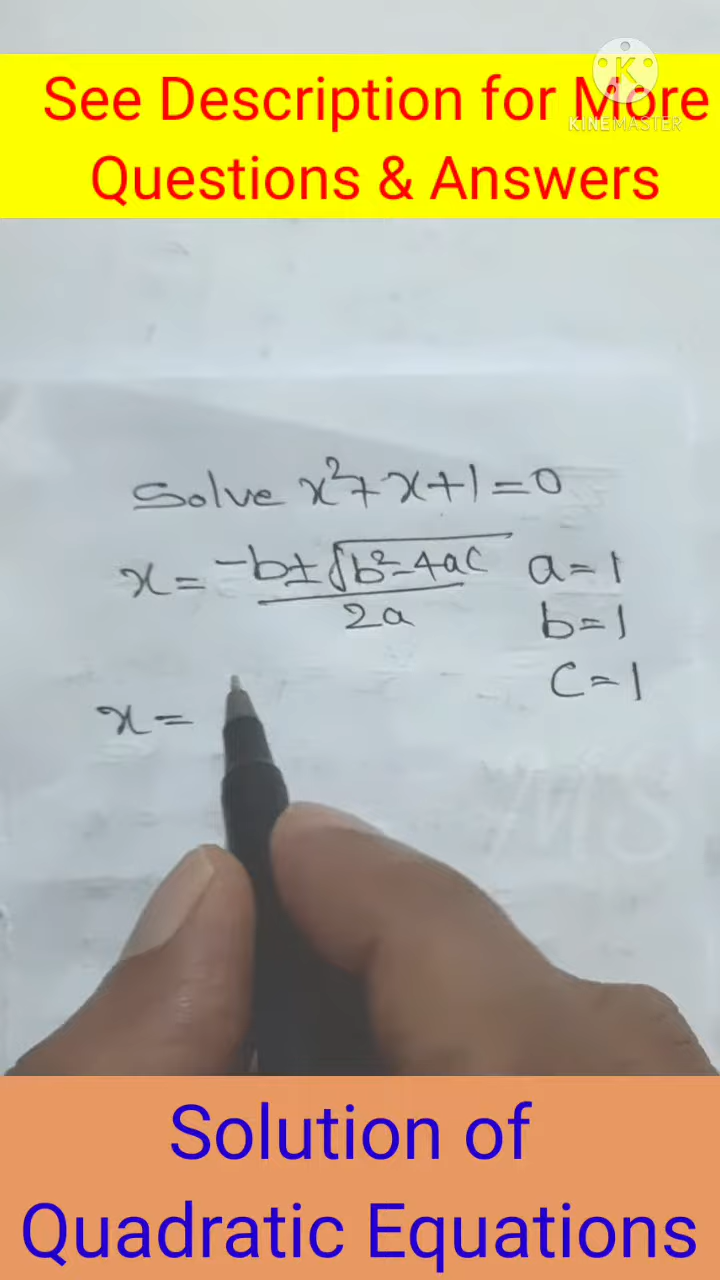 See Description for More
Questions & Answers
KINEMASTER
Solve x²+x+1=0
x = -b±√b²-4ac / 2a
a=1
b=1
c=1
x =
MS
Solution of
Quadratic Equations